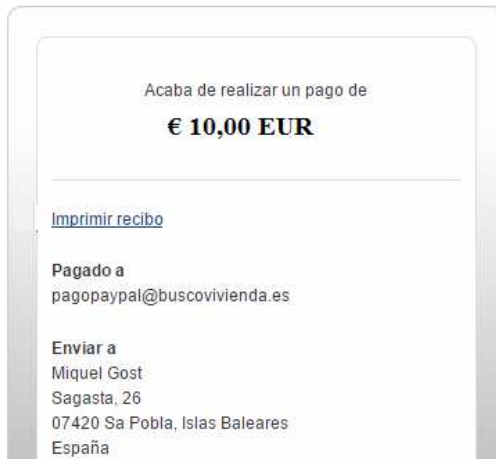 Acaba de realizar un pago de
€ 10,00 EUR
Imprimir recibo
Pagado a
pagopaypal@buscovivienda.es
Enviar a
Miquel Gost
Sagasta, 26
07420 Sa Pobla, Islas Baleares
España